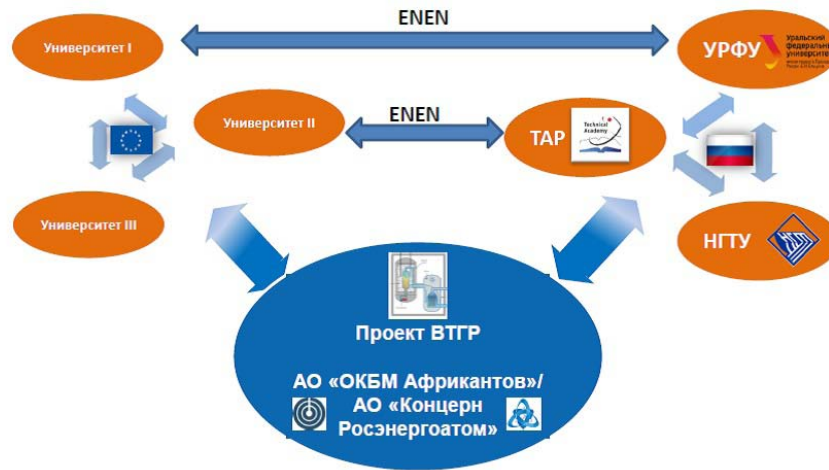 ENEN
Университет I
УРФУ
Уральский
федеральный
университет
Университет II
ENEN
ТАР
Technical
Academy
Университет III
НГТУ
Проект ВТГР
АО «ОКБМ Африкантов»/
АО «Концерн
Росэнергоатом»